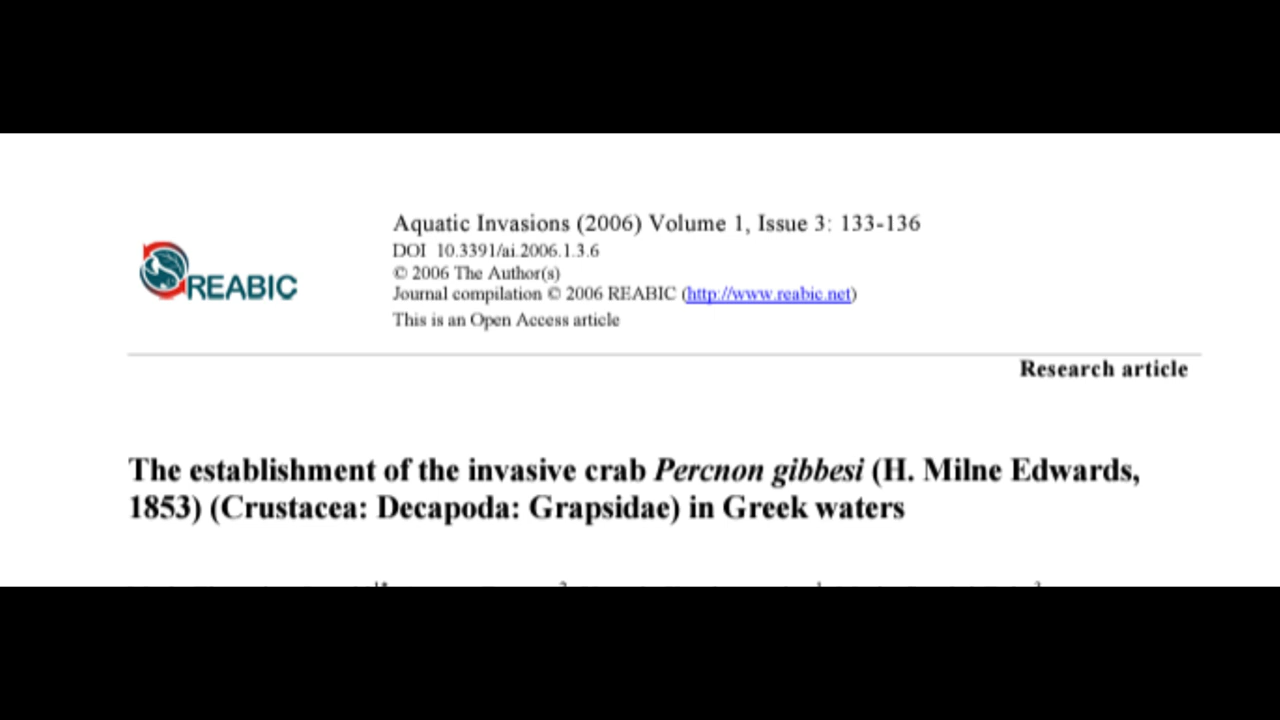 Aquatic Invasions (2006) Volume 1, Issue 3: 133-136
DOI 10.3391/ai.2006.1.3.6
© 2006 The Author(s)
Journal compilation © 2006 REABIC (http://www.reabic.net)
This is an Open Access article
REABIC
Research article
The establishment of the invasive crab Percnon gibbesi (H. Milne Edwards,
1853) (Crustacea: Decapoda: Grapsidae) in Greek waters